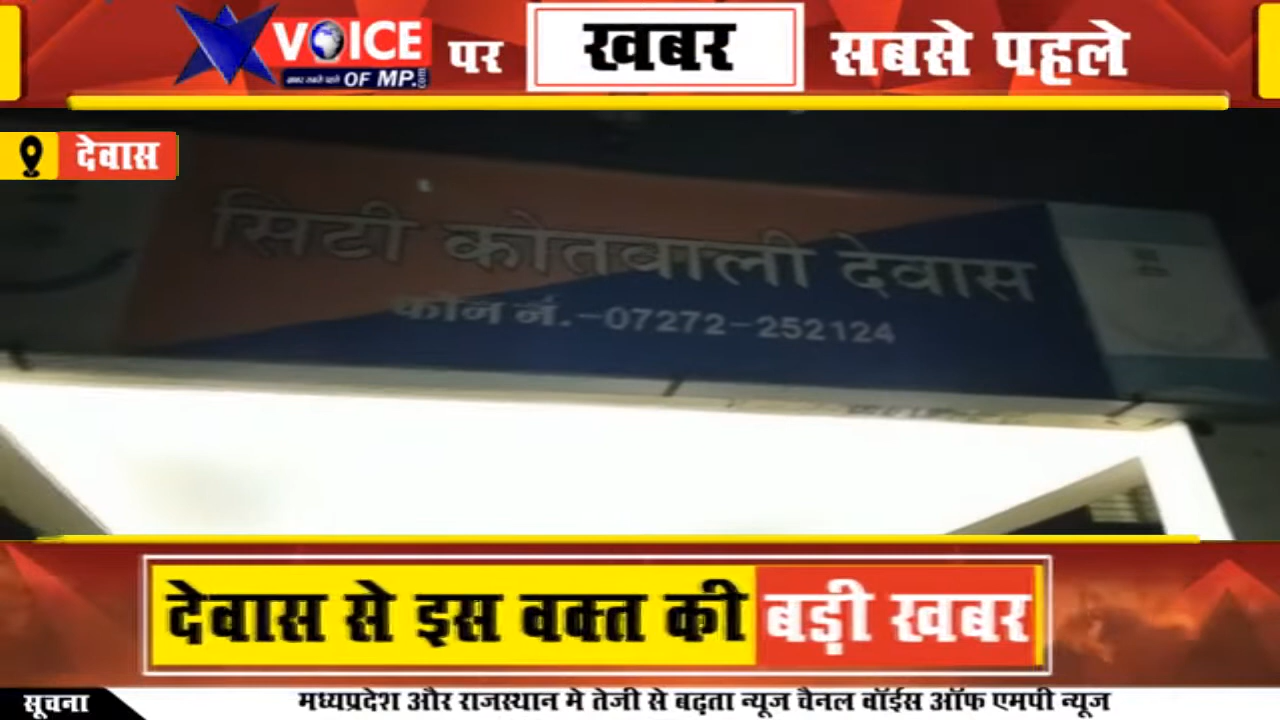 VOICE OF MP.com पर खबर सबसे पहले
देवास
सिटी कोतवाली देवास
फोन नं.-07272-252124
देवास से इस वक्त की बड़ी खबर
सूचना मध्यप्रदेश और राजस्थान मे तेजी से बढ़ता न्यूज चैनल वॉईस ऑफ एमपी न्यूज